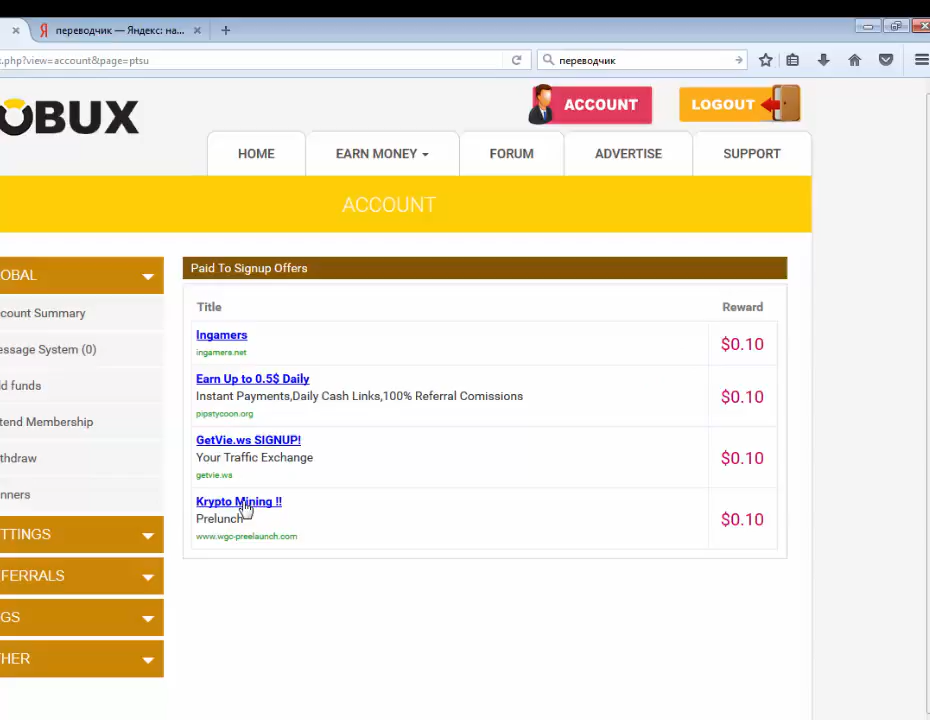 переводчик — Яндекс: на...
.php?view=account&page=ptsu
переводчик
OBUX
ACCOUNT
LOGOUT
HOME
EARN MONEY
FORUM
ADVERTISE
SUPPORT
ACCOUNT
OBAL
count Summary
essage System (0)
d funds
tend Membership
thdraw
nners
TTINGS
FERRALS
GS
HER
Paid To Signup Offers
Title
Reward
Ingamers
ingamers.net
$0.10
Earn Up to 0.5$ Daily
Instant Payments,Daily Cash Links,100% Referral Comissions
pipstycoon.org
$0.10
GetVie.ws SIGNUP!
Your Traffic Exchange
getvie.ws
$0.10
Krypto Mining !!
Prelunch
www.wgc-preelaunch.com
$0.10